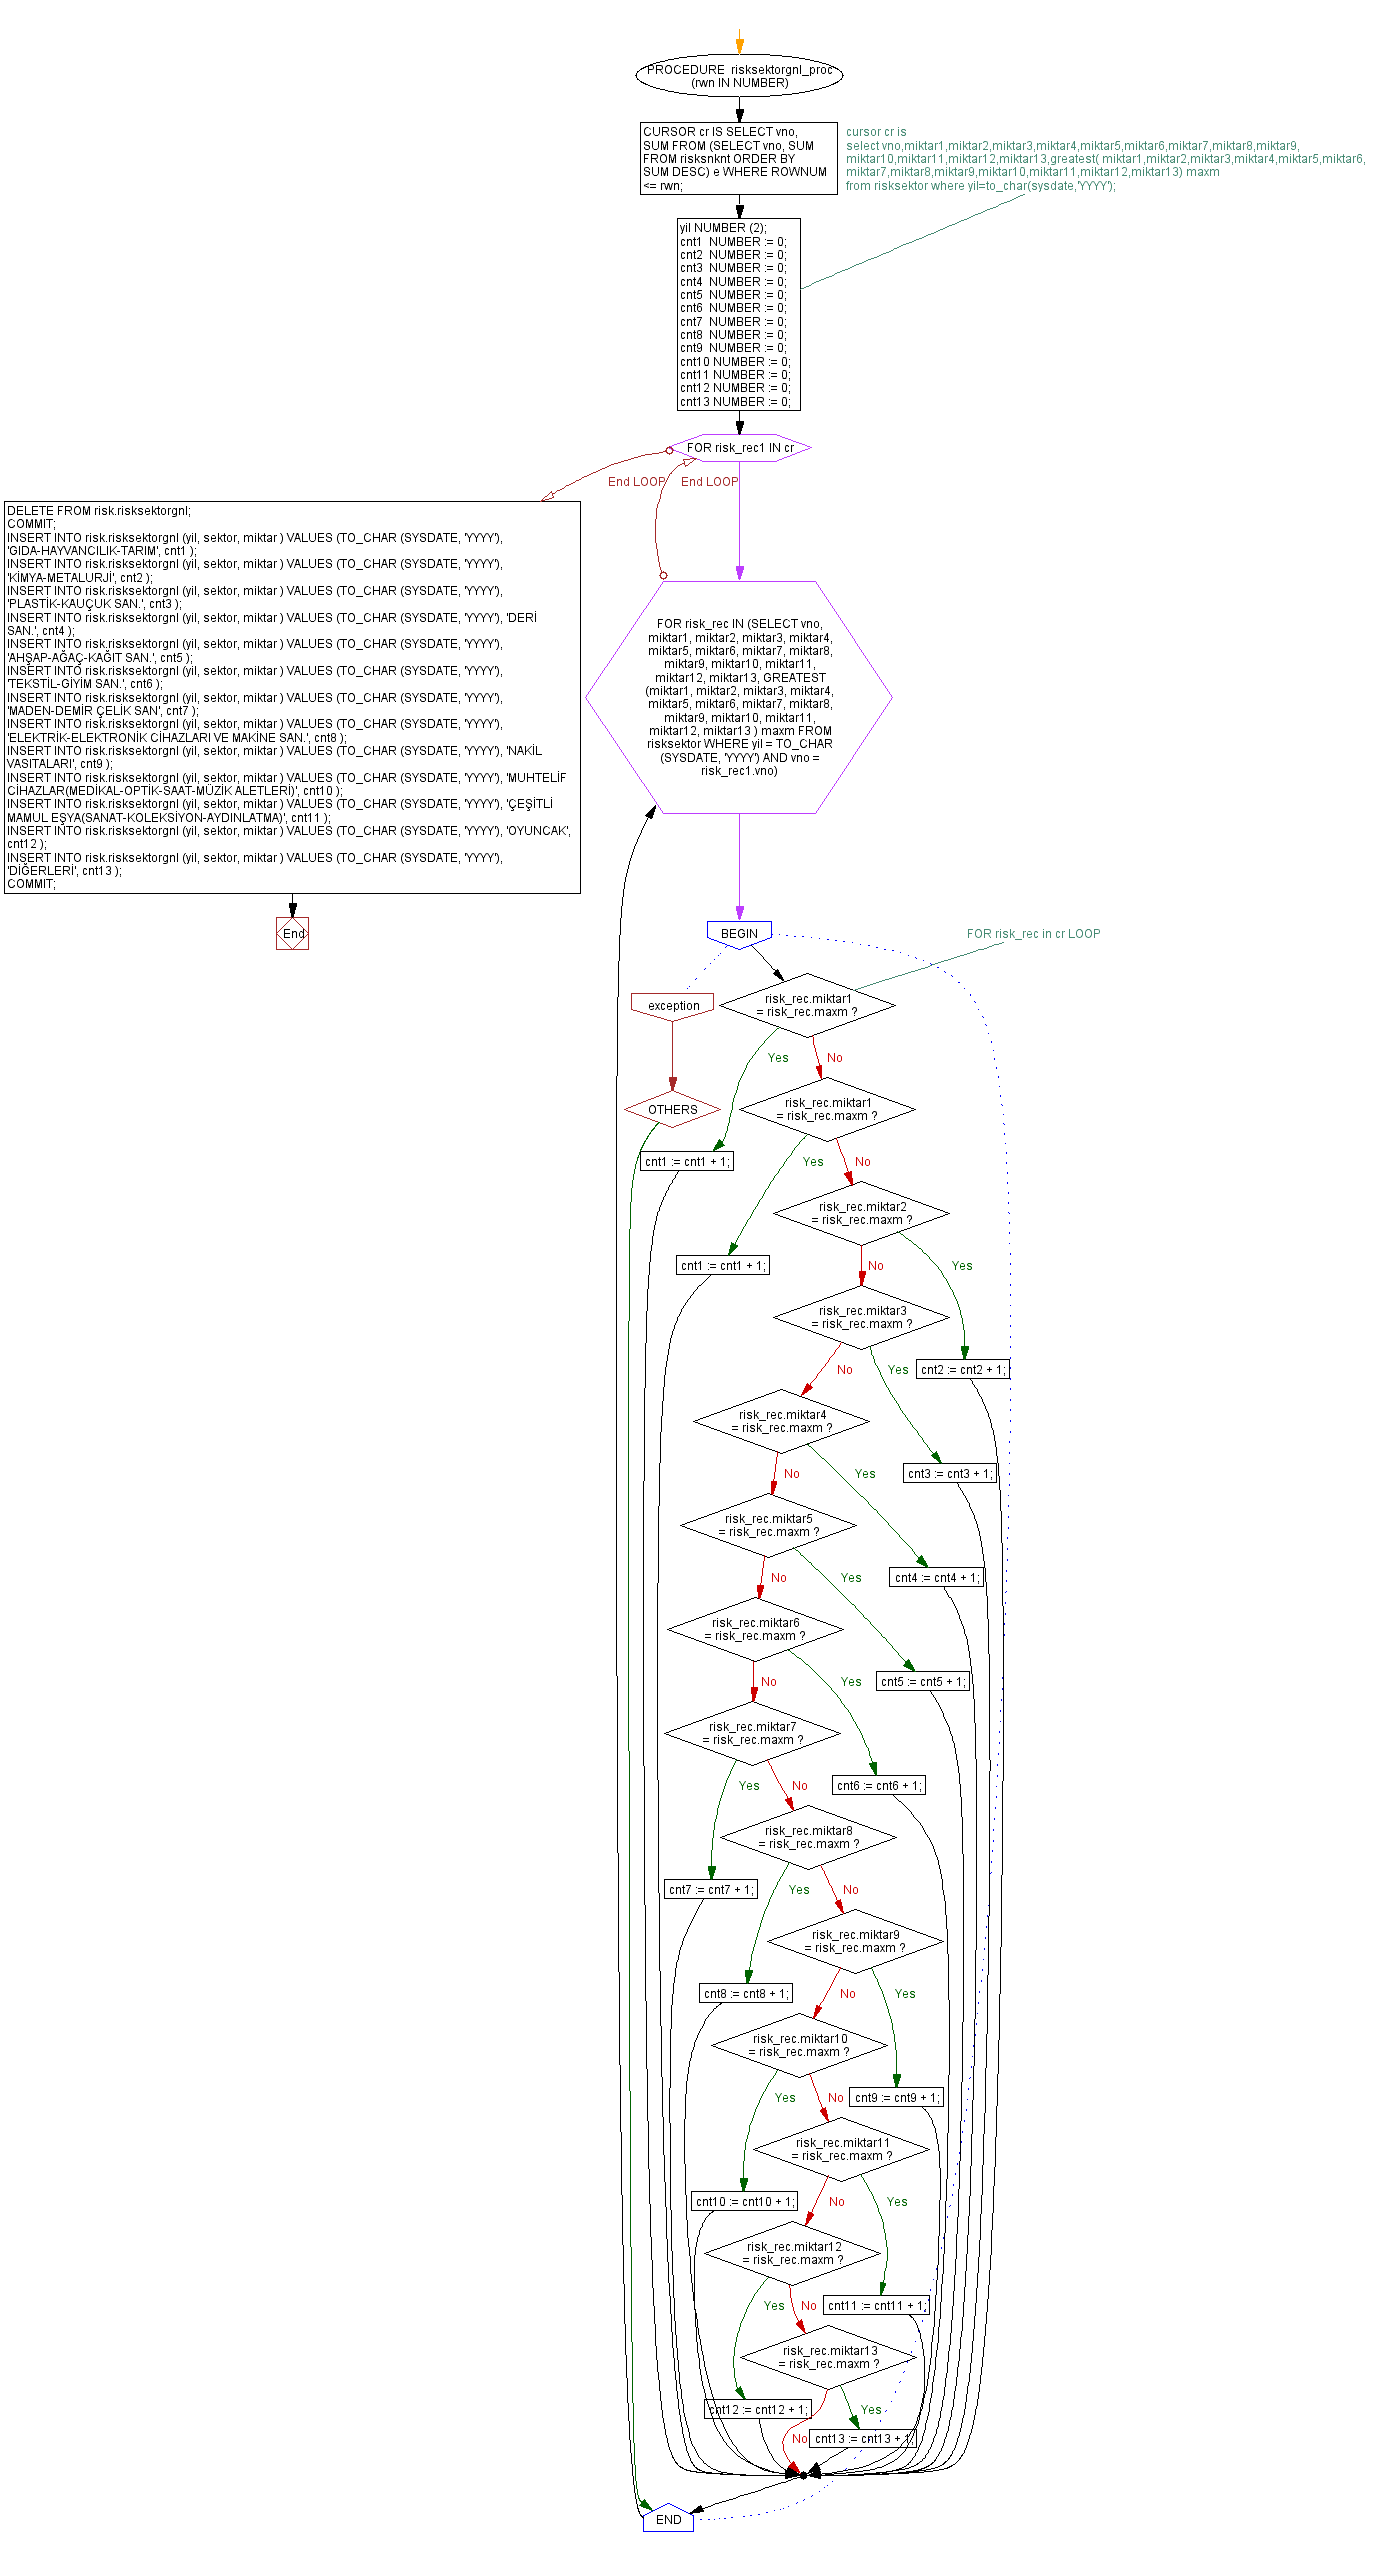 PROCEDURE risksektorgnl_proc
(rwn IN NUMBER)
CURSOR cr IS SELECT vno,
SUM FROM (SELECT vno, SUM
FROM risksnknt ORDER BY
SUM DESC) e WHERE ROWNUM
<= rwn;
cursor cr is
select vno,miktar1,miktar2,miktar3,miktar4,miktar5,miktar6,miktar7,miktar8,miktar9,
miktar10,miktar11,miktar12,miktar13,greatest( miktar1,miktar2,miktar3,miktar4,miktar5,miktar6,
miktar7,miktar8,miktar9,miktar10,miktar11,miktar12,miktar13) maxm
from risksektor where yil=to_char(sysdate,'YYYY');
yil NUMBER (2);
cnt1 NUMBER := 0;
cnt2 NUMBER := 0;
cnt3 NUMBER := 0;
cnt4 NUMBER := 0;
cnt5 NUMBER := 0;
cnt6 NUMBER := 0;
cnt7 NUMBER := 0;
cnt8 NUMBER := 0;
cnt9 NUMBER := 0;
cnt10 NUMBER := 0;
cnt11 NUMBER := 0;
cnt12 NUMBER := 0;
cnt13 NUMBER := 0;
FOR risk_rec1 IN cr
End LOOP
End LOOP
DELETE FROM risk.risksektorgnl;
COMMIT;
INSERT INTO risk.risksektorgnl (yil, sektor, miktar ) VALUES (TO_CHAR (SYSDATE, 'YYYY'),
'GIDA-HAYVANCILIK-TARIM', cnt1 );
INSERT INTO risk.risksektorgnl (yil, sektor, miktar ) VALUES (TO_CHAR (SYSDATE, 'YYYY'),
'KİMYA-METALURJİ', cnt2 );
INSERT INTO risk.risksektorgnl (yil, sektor, miktar ) VALUES (TO_CHAR (SYSDATE, 'YYYY'),
'PLASTİK-KAUÇUK SAN.', cnt3 );
INSERT INTO risk.risksektorgnl (yil, sektor, miktar ) VALUES (TO_CHAR (SYSDATE, 'YYYY'), 'DERİ
SAN.', cnt4 );
INSERT INTO risk.risksektorgnl (yil, sektor, miktar ) VALUES (TO_CHAR (SYSDATE, 'YYYY'),
'AHŞAP-AĞAÇ-KAĞIT SAN.', cnt5 );
INSERT INTO risk.risksektorgnl (yil, sektor, miktar ) VALUES (TO_CHAR (SYSDATE, 'YYYY'),
'TEKSTİL-GİYİM SAN.', cnt6 );
INSERT INTO risk.risksektorgnl (yil, sektor, miktar ) VALUES (TO_CHAR (SYSDATE, 'YYYY'),
'MADEN-DEMİR ÇELİK SAN', cnt7 );
INSERT INTO risk.risksektorgnl (yil, sektor, miktar ) VALUES (TO_CHAR (SYSDATE, 'YYYY'),
'ELEKTRİK-ELEKTRONİK CİHAZLARI VE MAKİNE SAN.', cnt8 );
INSERT INTO risk.risksektorgnl (yil, sektor, miktar ) VALUES (TO_CHAR (SYSDATE, 'YYYY'), 'NAKİL
VASITALARI', cnt9 );
INSERT INTO risk.risksektorgnl (yil, sektor, miktar ) VALUES (TO_CHAR (SYSDATE, 'YYYY'), 'MUHTELİF
CİHAZLAR(MEDİKAL-OPTİK-SAAT-MÜZİK ALETLERİ)', cnt10 );
INSERT INTO risk.risksektorgnl (yil, sektor, miktar ) VALUES (TO_CHAR (SYSDATE, 'YYYY'), 'ÇEŞİTLİ
MAMUL EŞYA(SANAT-KOLEKSİYON-AYDINLATMA)', cnt11 );
INSERT INTO risk.risksektorgnl (yil, sektor, miktar ) VALUES (TO_CHAR (SYSDATE, 'YYYY'), 'OYUNCAK',
cnt12 );
INSERT INTO risk.risksektorgnl (yil, sektor, miktar ) VALUES (TO_CHAR (SYSDATE, 'YYYY'),
'DİĞERLERİ', cnt13 );
COMMIT;
End
FOR risk_rec IN (SELECT vno,
miktar1, miktar2, miktar3, miktar4,
miktar5, miktar6, miktar7, miktar8,
miktar9, miktar10, miktar11,
miktar12, miktar13, GREATEST
(miktar1, miktar2, miktar3, miktar4,
miktar5, miktar6, miktar7, miktar8,
miktar9, miktar10, miktar11,
miktar12, miktar13 ) maxm FROM
risksektor WHERE yil = TO_CHAR
(SYSDATE, 'YYYY') AND vno =
risk_rec1.vno)
BEGIN
FOR risk_rec in cr LOOP
exception
OTHERS
risk_rec.miktar1
= risk_rec.maxm ?
Yes
No
risk_rec.miktar1
= risk_rec.maxm ?
cnt1 := cnt1 + 1;
Yes
No
risk_rec.miktar2
= risk_rec.maxm ?
cnt1 := cnt1 + 1;
No
Yes
risk_rec.miktar3
= risk_rec.maxm ?
No
Yes
cnt2 := cnt2 + 1;
risk_rec.miktar4
= risk_rec.maxm ?
No
Yes
cnt3 := cnt3 + 1;
risk_rec.miktar5
= risk_rec.maxm ?
No
Yes
cnt4 := cnt4 + 1;
risk_rec.miktar6
= risk_rec.maxm ?
No
Yes
cnt5 := cnt5 + 1;
risk_rec.miktar7
= risk_rec.maxm ?
Yes
No
cnt6 := cnt6 + 1;
risk_rec.miktar8
= risk_rec.maxm ?
cnt7 := cnt7 + 1;
Yes
No
risk_rec.miktar9
= risk_rec.maxm ?
cnt8 := cnt8 + 1;
No
Yes
risk_rec.miktar10
= risk_rec.maxm ?
Yes
No
cnt9 := cnt9 + 1;
risk_rec.miktar11
= risk_rec.maxm ?
cnt10 := cnt10 + 1;
No
Yes
risk_rec.miktar12
= risk_rec.maxm ?
Yes
No
cnt11 := cnt11 + 1;
risk_rec.miktar13
= risk_rec.maxm ?
cnt12 := cnt12 + 1;
Yes
No
cnt13 := cnt13 + 1;
END